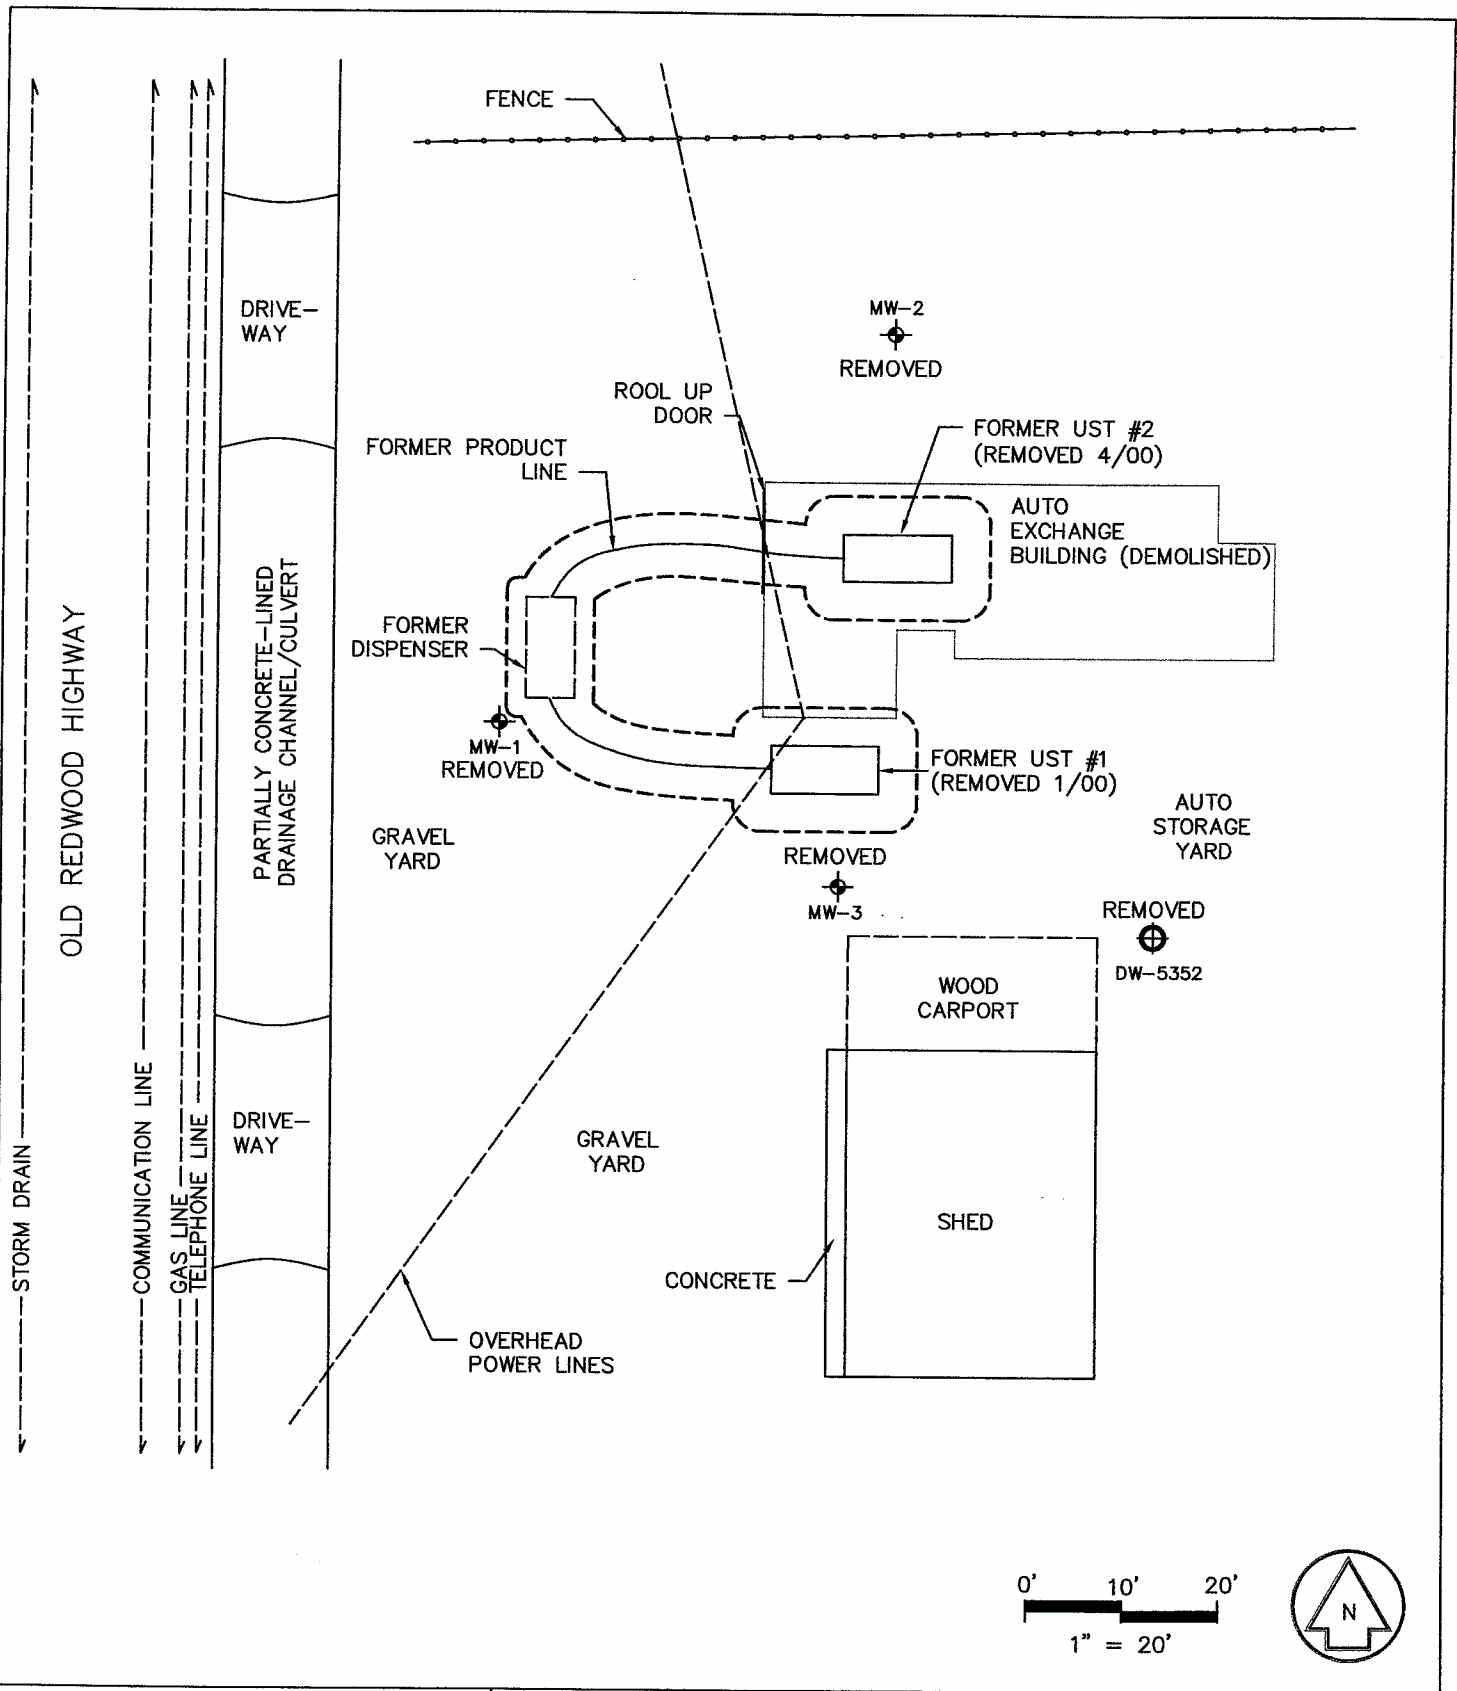 FENCE
DRIVE-
WAY
MW-2
REMOVED
ROOL UP
DOOR
FORMER PRODUCT
LINE
FORMER UST #2
(REMOVED 4/00)
AUTO
EXCHANGE
BUILDING (DEMOLISHED)
PARTIALLY CONCRETE-LINED
DRAINAGE CHANNEL/CULVERT
OLD REDWOOD HIGHWAY
FORMER
DISPENSER
MW-1
REMOVED
FORMER UST #1
(REMOVED 1/00)
GRAVEL
YARD
AUTO
STORAGE
YARD
REMOVED
MW-3
REMOVED
DW-5352
WOOD
CARPORT
STORM DRAIN
COMMUNICATION LINE
GAS LINE
TELEPHONE LINE
DRIVE-
WAY
GRAVEL
YARD
SHED
CONCRETE
OVERHEAD
POWER LINES
0' 10' 20'
1" = 20'
N